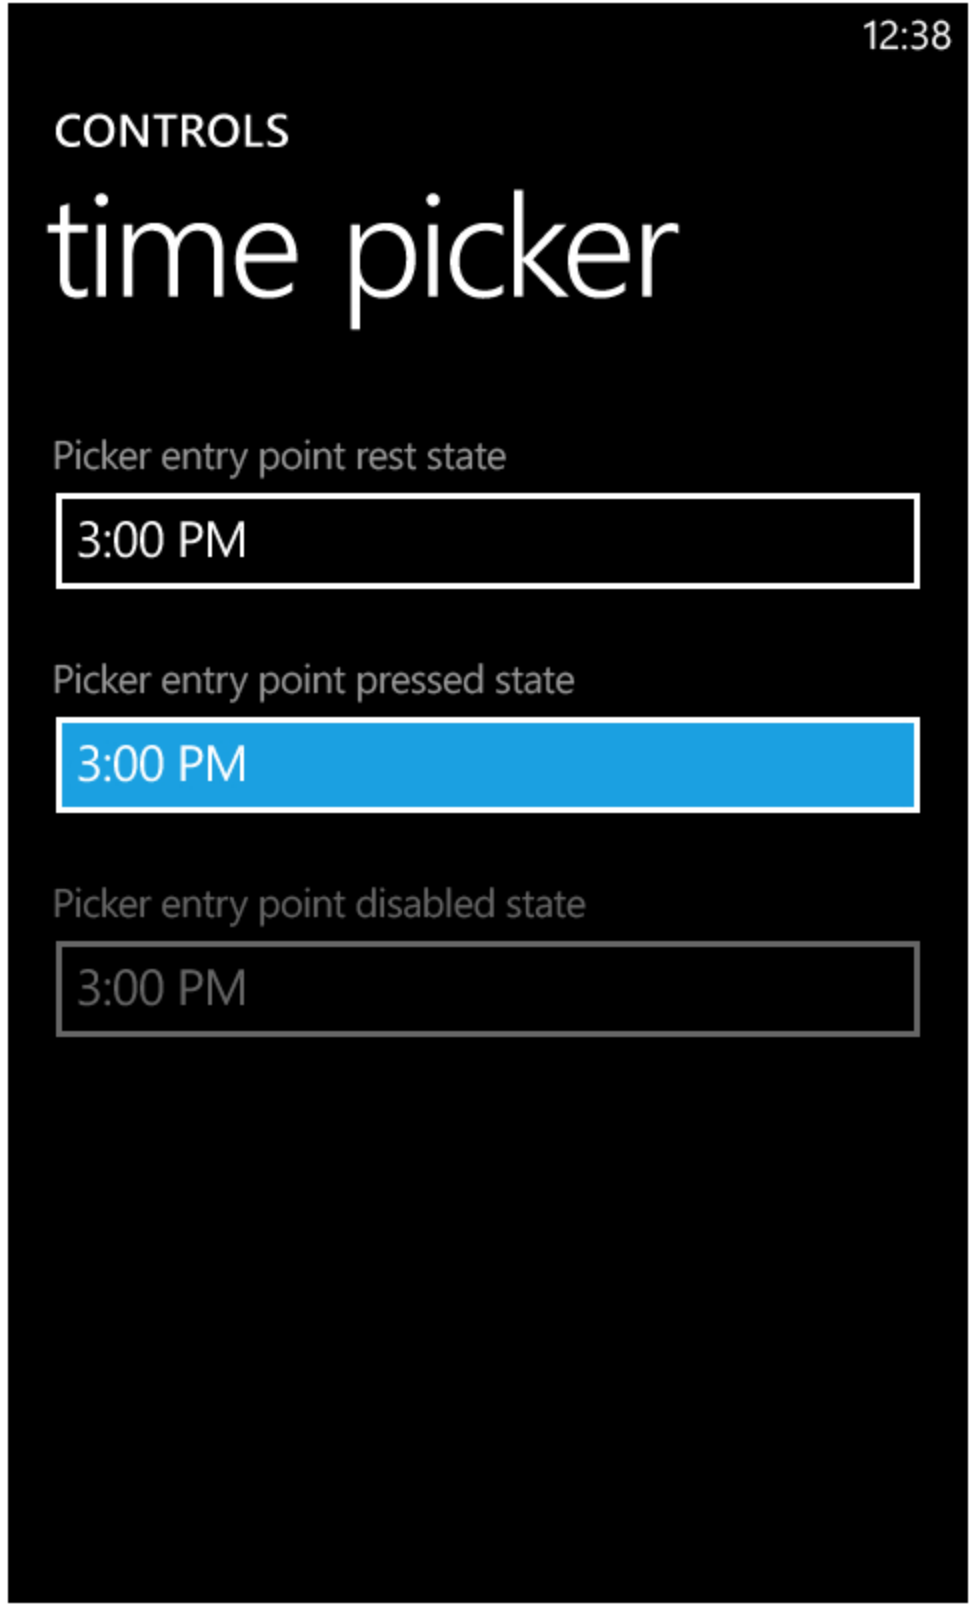 12:38
CONTROLS
time picker
Picker entry point rest state
3:00 PM
Picker entry point pressed state
3:00 PM
Picker entry point disabled state
3:00 PM